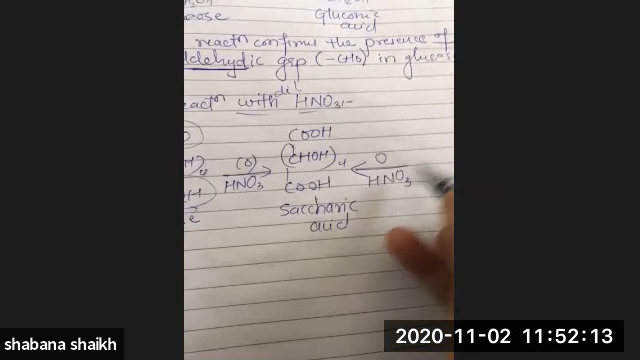 Gluconic
acid
reactn confirms the presence of
aldehydic grp (-CHO) in glucose
reactn with dil HNO3:-
COOH
(CHOH)4
COOH
(O)
HNO3
O
HNO3
Saccharic
acid
shabana shaikh
2020-11-02 11:52:13